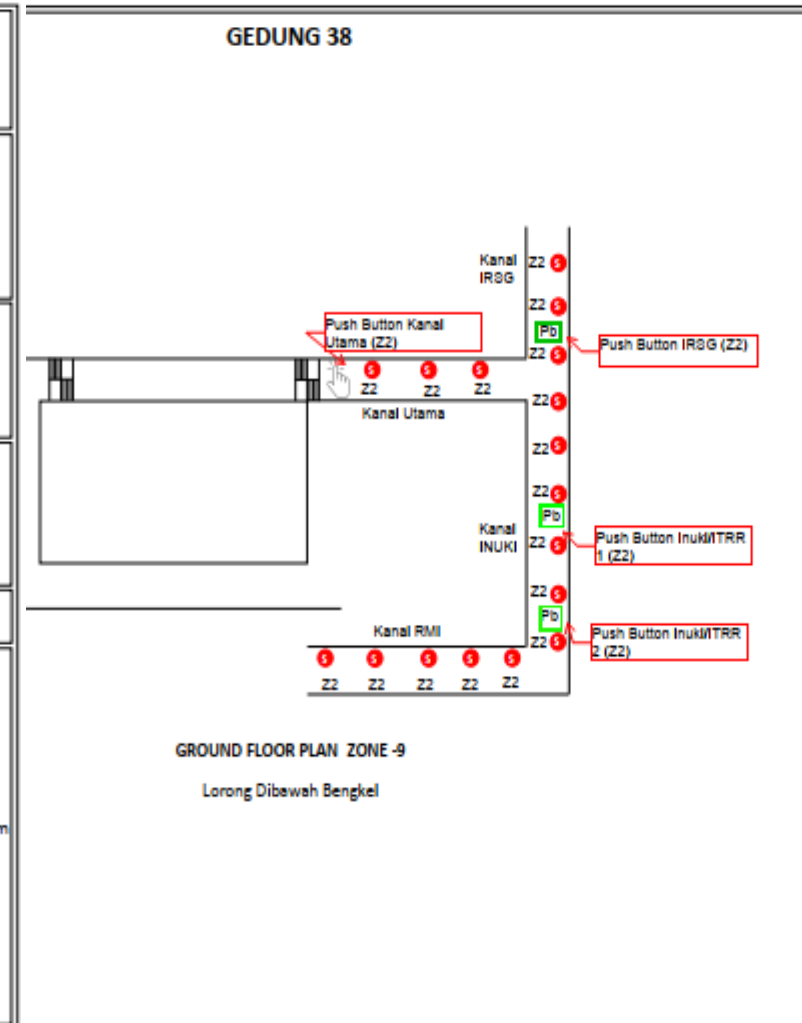 GEDUNG 38
Kanal
IRSG
Z2 S
Z2 S
Pb
Z2 S
Push Button IRSG (Z2)
Push Button Kanal
Utama (Z2)
S S S
Z2 Z2 Z2
Kanal Utama
Z2 S
Z2 S
Z2 S
Pb
Kanal
INUKI
Z2 S
Push Button Inuki/ITRR
1 (Z2)
Z2 S
Pb
Z2 S
Push Button Inuki/ITRR
2 (Z2)
Kanal RMI
S S S S S
Z2 Z2 Z2 Z2 Z2
GROUND FLOOR PLAN ZONE -9
Lorong Dibawah Bengkel
m